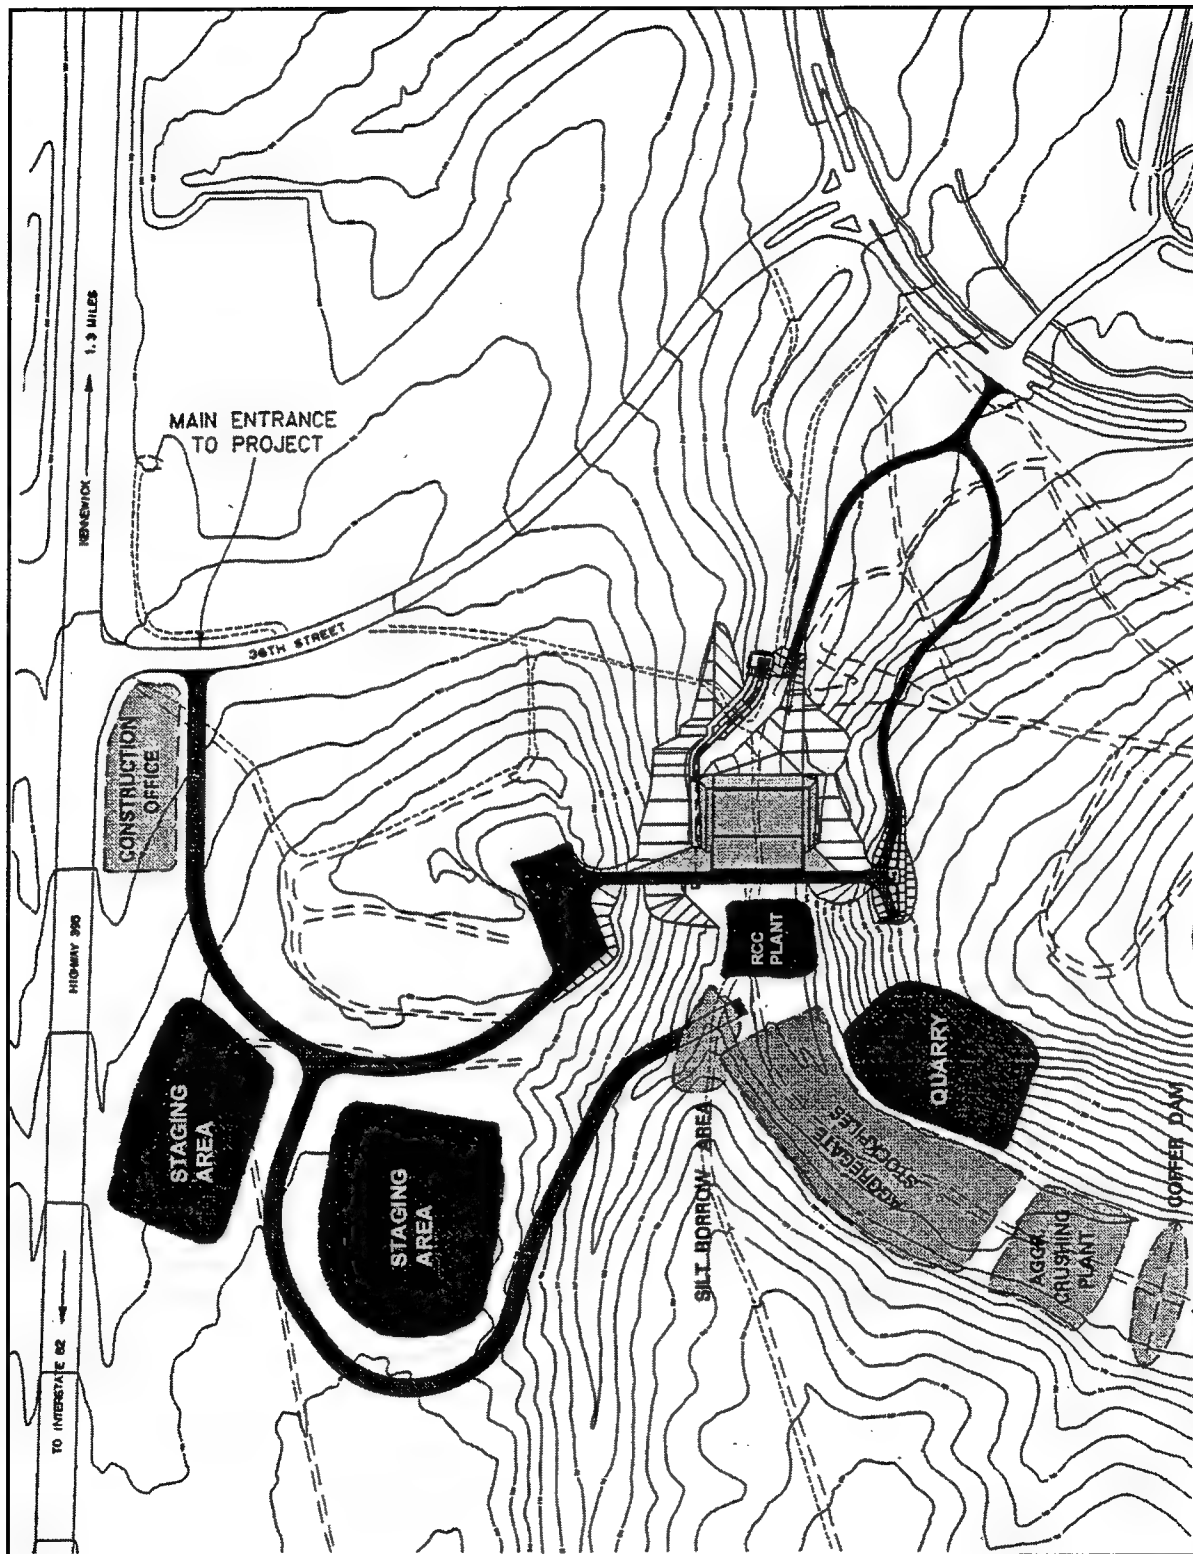 KENNEWICK
1.3 MILES
MAIN ENTRANCE
TO PROJECT
36TH STREET
CONSTRUCTION
OFFICE
HIGHWAY 395
TO INTERSTATE 82
STAGING
AREA
STAGING
AREA
RCC
PLANT
SILT BORROW AREA
AGGREGATE
STOCKPILES
QUARRY
AGGR.
CRUSHING
PLANT
COFFER DAM